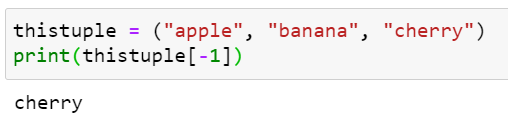 thistuple = ("apple", "banana", "cherry")
print(thistuple[-1])
cherry